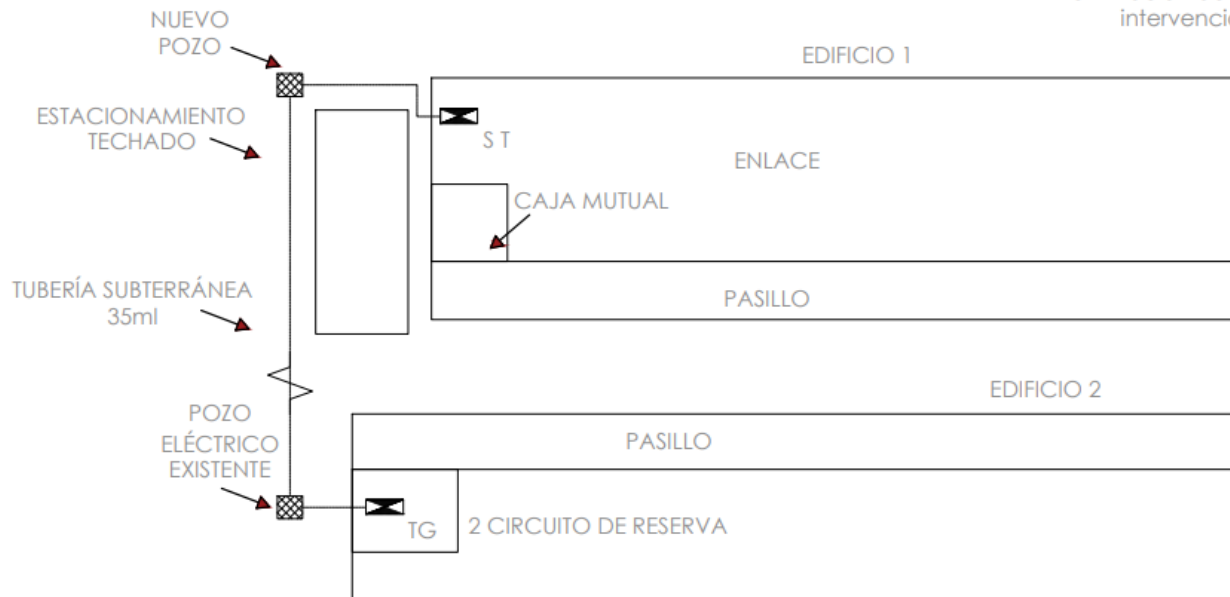 intervenci
NUEVO
POZO
EDIFICIO 1
ESTACIONAMIENTO
TECHADO
S T
ENLACE
CAJA MUTUAL
TUBERÍA SUBTERRÁNEA
35ml
PASILLO
EDIFICIO 2
POZO
ELÉCTRICO
EXISTENTE
PASILLO
TG
2 CIRCUITO DE RESERVA